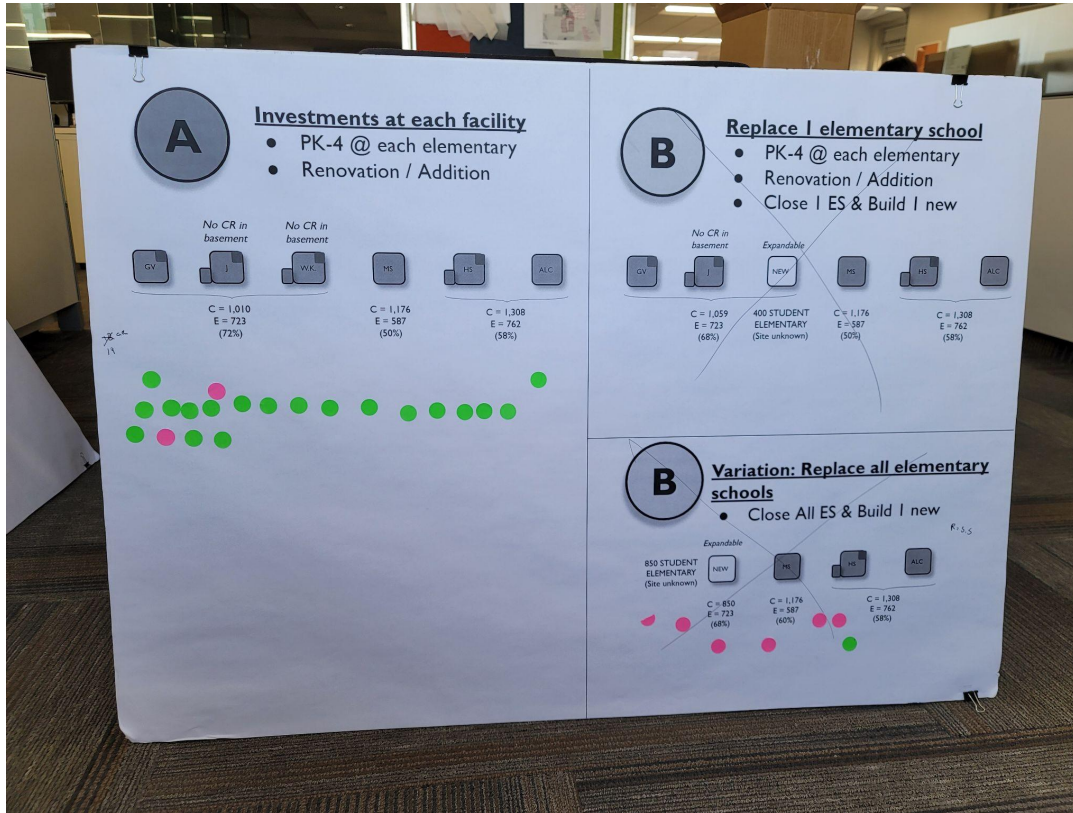 A
Investments at each facility
• PK-4 @ each elementary
• Renovation / Addition
No CR in
basement
No CR in
basement
GV
J
W.K.
MS
HS
ALC
C = 1,010
E = 723
(72%)
C = 1,176
E = 587
(50%)
C = 1,308
E = 762
(58%)
13
B
Replace 1 elementary school
• PK-4 @ each elementary
• Renovation / Addition
• Close 1 ES & Build 1 new
No CR in
basement
Expandable
GV
J
NEW
MS
HS
ALC
C = 1,059
E = 723
(68%)
400 STUDENT
ELEMENTARY
(Site unknown)
C = 1,176
E = 587
(50%)
C = 1,308
E = 762
(58%)
B
Variation: Replace all elementary
schools
• Close All ES & Build 1 new
R.S.S
Expandable
850 STUDENT
ELEMENTARY
(Site unknown)
NEW
MS
HS
ALC
C = 850
E = 723
(68%)
C = 1,176
E = 587
(60%)
C = 1,308
E = 762
(58%)